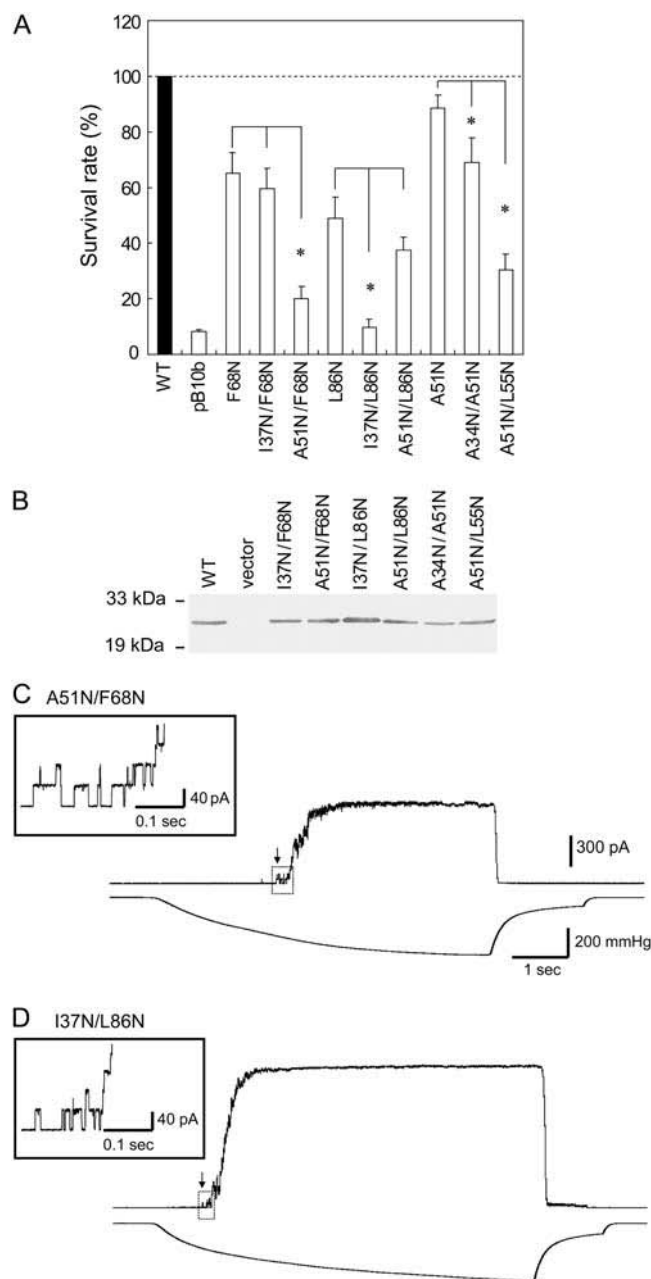 A
Survival rate (%)
120
100
80
60
40
20
0
*
*
*
*
WT
pB10b
F68N
I37N/F68N
A51N/F68N
L86N
I37N/L86N
A51N/L86N
A51N
A34N/A51N
A51N/L55N
B
WT
vector
I37N/F68N
A51N/F68N
I37N/L86N
A51N/L86N
A34N/A51N
A51N/L55N
33 kDa
19 kDa
C A51N/F68N
40 pA
0.1 sec
300 pA
200 mmHg
1 sec
D I37N/L86N
40 pA
0.1 sec